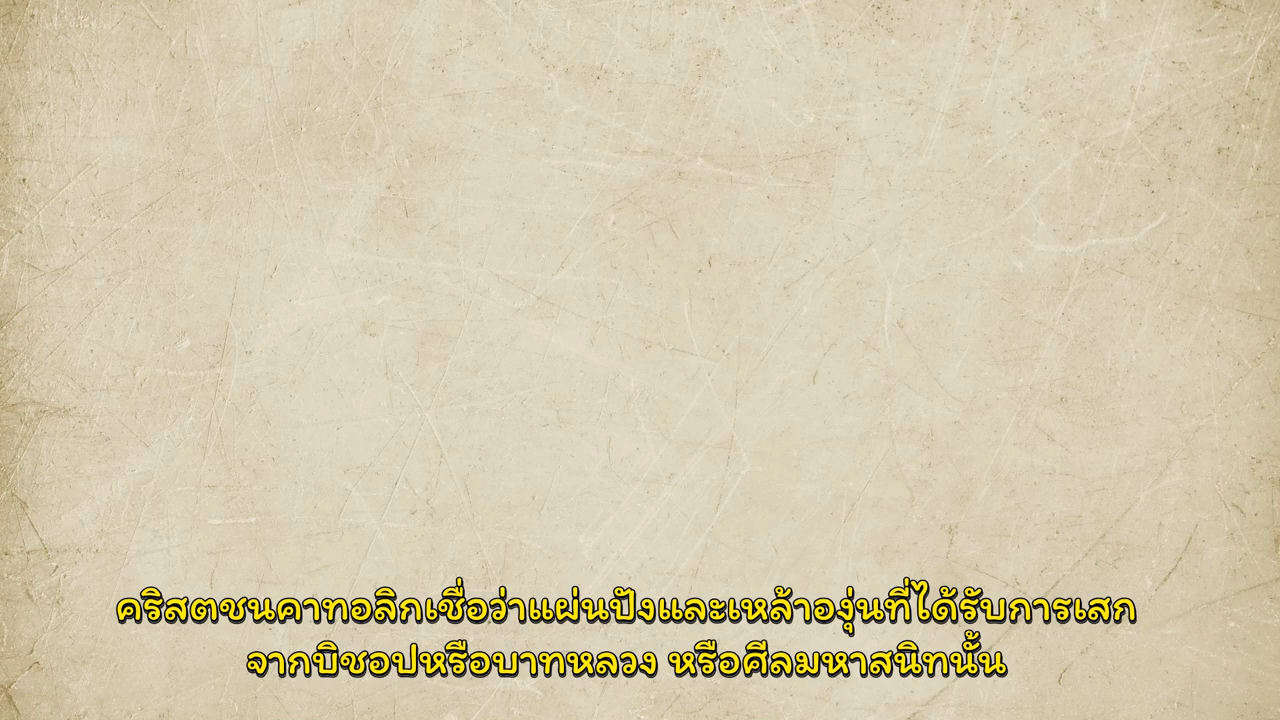 คริสตชนคาทอลิกเชื่อว่าแผ่นปังและเหล้าองุ่นที่ได้รับการเสก
จากบิชอปหรือบาทหลวง หรือศีลมหาสนิทนั้น